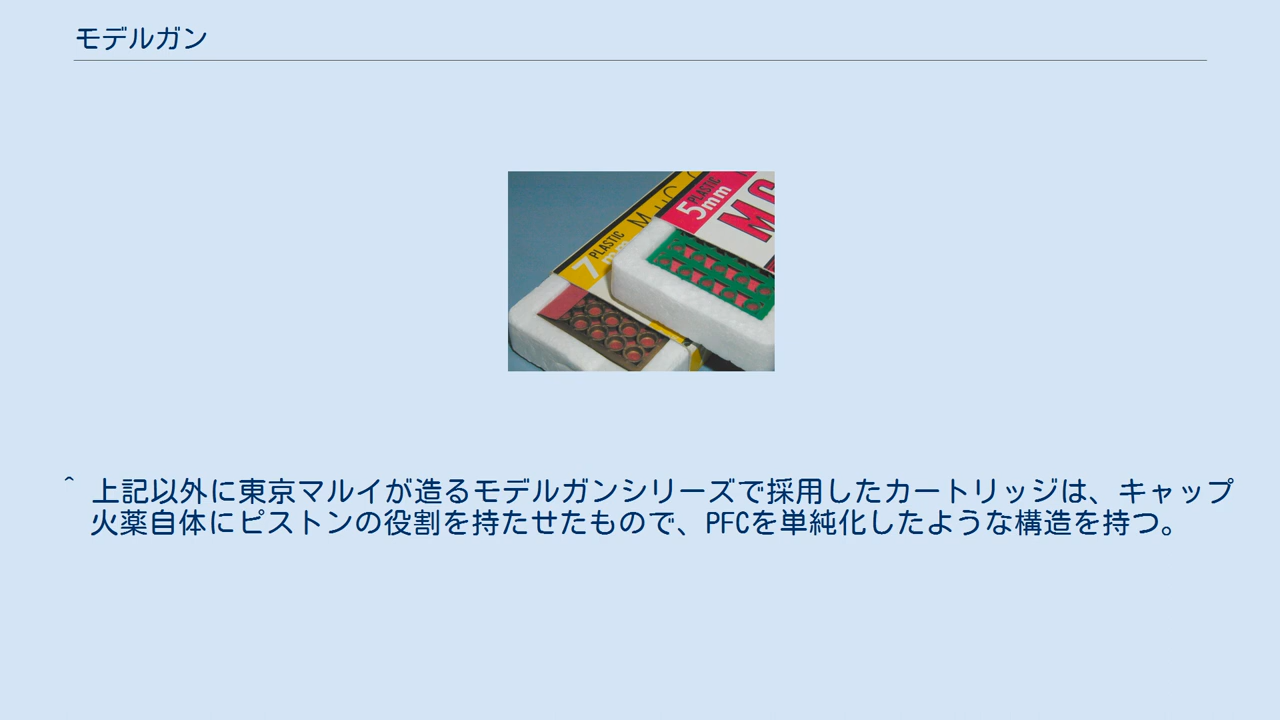 モデルガン
7 PLASTIC
mm
5 PLASTIC
mm
^ 上記以外に東京マルイが造るモデルガンシリーズで採用したカートリッジは、キャップ
火薬自体にピストンの役割を持たせたもので、PFCを単純化したような構造を持つ。